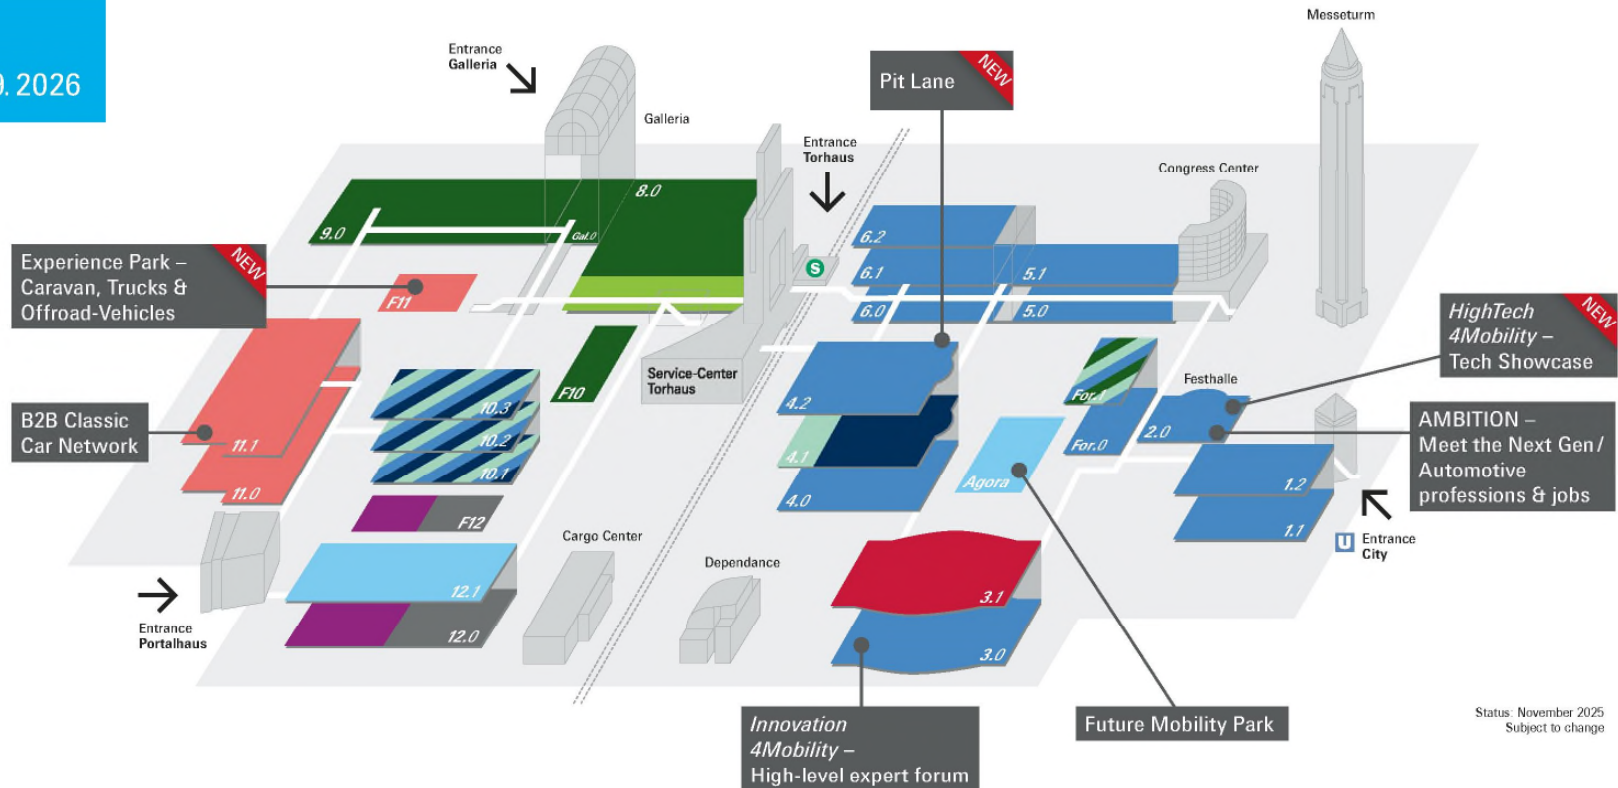 9. 2026
Messeturm
Entrance
Galleria
Pit Lane
NEW
Galleria
Entrance
Torhaus
Congress Center
8.0
9.0
Gal.0
6.2
6.1
5.1
6.0
5.0
S
Experience Park –
Caravan, Trucks &
Offroad-Vehicles
NEW
F11
HighTech
4Mobility –
Tech Showcase
NEW
Service-Center
Torhaus
F10
Festhalle
B2B Classic
Car Network
11.1
11.0
10.3
10.2
10.1
4.2
4.1
4.0
For.1
For.0
2.0
AMBITION –
Meet the Next Gen /
Automotive
professions & jobs
Agora
1.2
1.1
F12
Cargo Center
U
Entrance
City
Dependance
12.1
12.0
Entrance
Portalhaus
3.1
3.0
Innovation
4Mobility –
High-level expert forum
Future Mobility Park
Status: November 2025
Subject to change